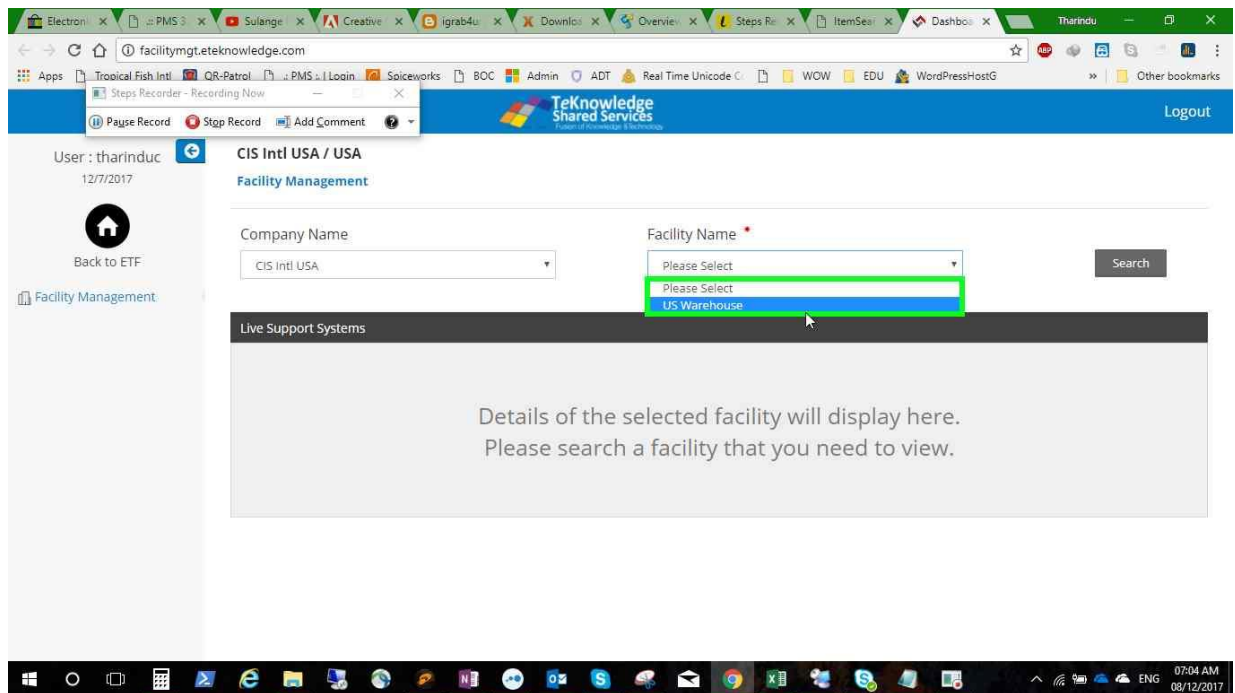 Electroni
.:: PMS 3
Sulange
Creative
igrab4u
Downloa
Overview
Steps Re
ItemSear
Dashboa
Tharindu
facilitymgt.eteknowledge.com
ABP
Apps
Tropical Fish Intl
QR-Patrol
.: PMS :. | Login
Spiceworks
BOC
Admin
ADT
Real Time Unicode C
WOW
EDU
WordPressHostG
»
Other bookmarks
Steps Recorder - Recording Now
Pause Record
Stop Record
Add Comment
TeKnowledge
Shared Services
Fusion of Knowledge & Technology
Logout
User : tharinduc
12/7/2017
Back to ETF
Facility Management
CIS Intl USA / USA
Facility Management
Company Name
CIS Intl USA
Facility Name *
Please Select
Please Select
US Warehouse
Search
Live Support Systems
Details of the selected facility will display here.
Please search a facility that you need to view.
ENG
07:04 AM
08/12/2017